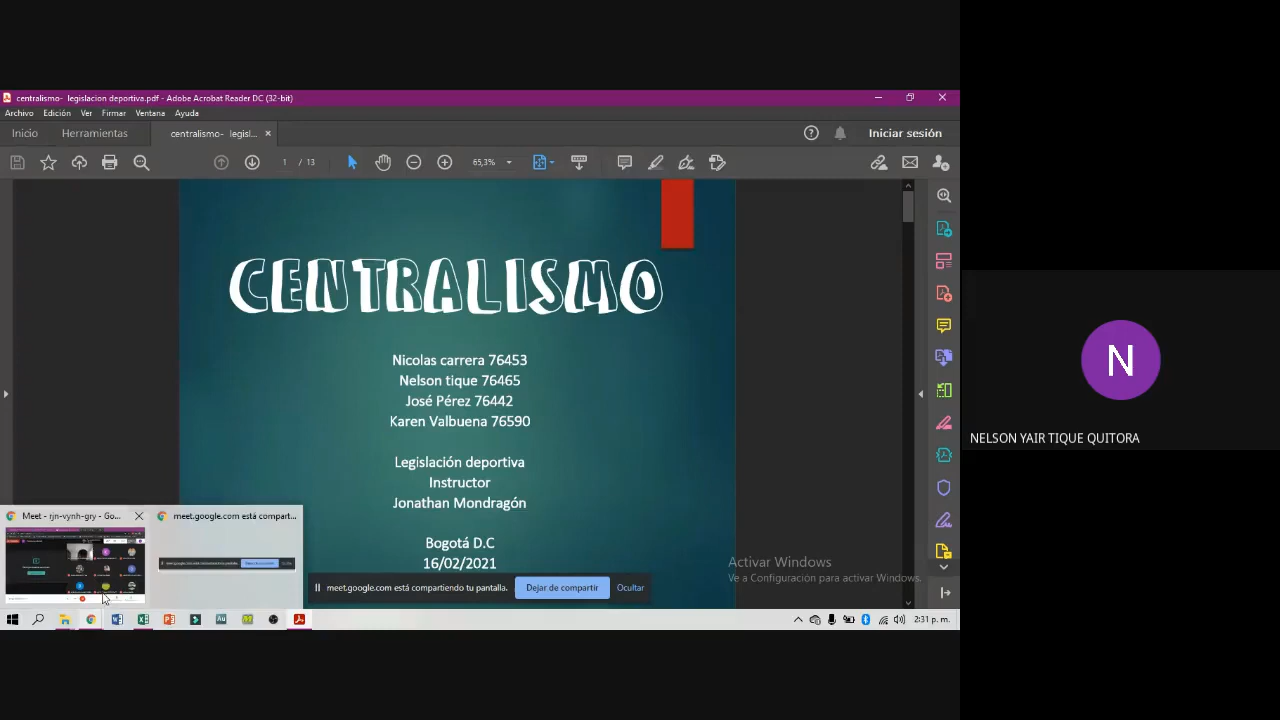 centralismo-  legislacion deportiva.pdf - Adobe Acrobat Reader DC (32-bit)
Archivo Edición Ver Firmar Ventana Ayuda
Inicio Herramientas centralismo- legisl... Iniciar sesión
1 / 13 65,3%
CENTRALISMO
Nicolas carrera 76453
Nelson tique 76465
José Pérez 76442
Karen Valbuena 76590
Legislación deportiva
Instructor
Jonathan Mondragón
Bogotá D.C
16/02/2021
Meet - rjn-vynh-gry - Go...
meet.google.com está compart...
meet.google.com está compartiendo tu pantalla. Dejar de compartir Ocultar
Activar Windows
Ve a Configuración para activar Windows.
2:31 p. m.
N
NELSON YAIR TIQUE QUITORA